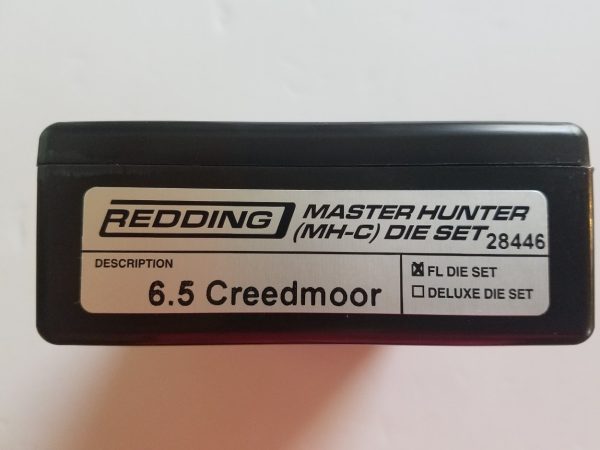 REDDING MASTER HUNTER
(MH-C) DIE SET 28446
DESCRIPTION
6.5 Creedmoor
☒ FL DIE SET
☐ DELUXE DIE SET